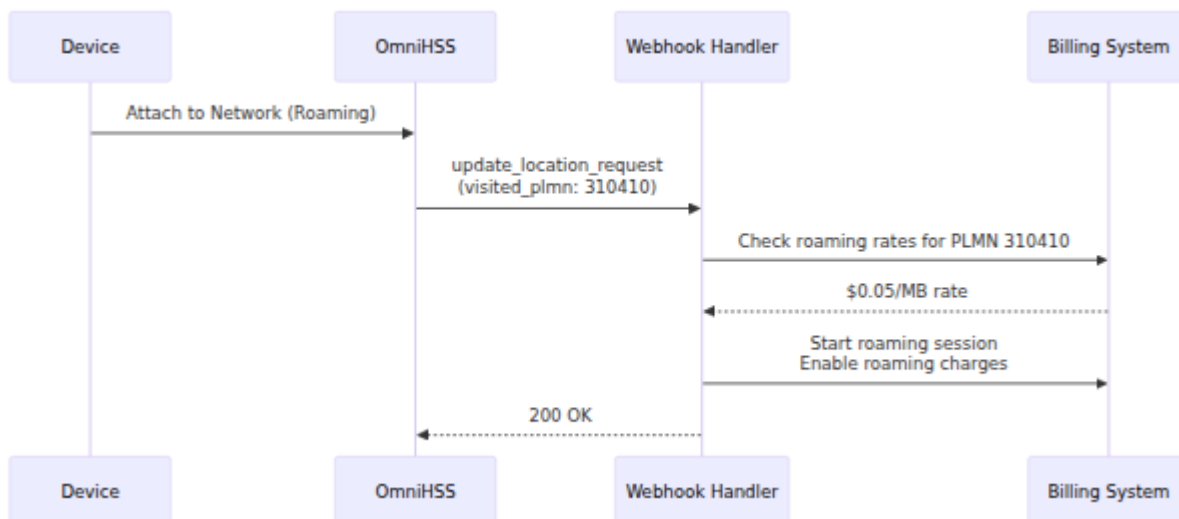 Device
OmniHSS
Webhook Handler
Billing System
Attach to Network (Roaming)
update_location_request
(visited_plmn: 310410)
Check roaming rates for PLMN 310410
$0.05/MB rate
Start roaming session
Enable roaming charges
200 OK
Device
OmniHSS
Webhook Handler
Billing System